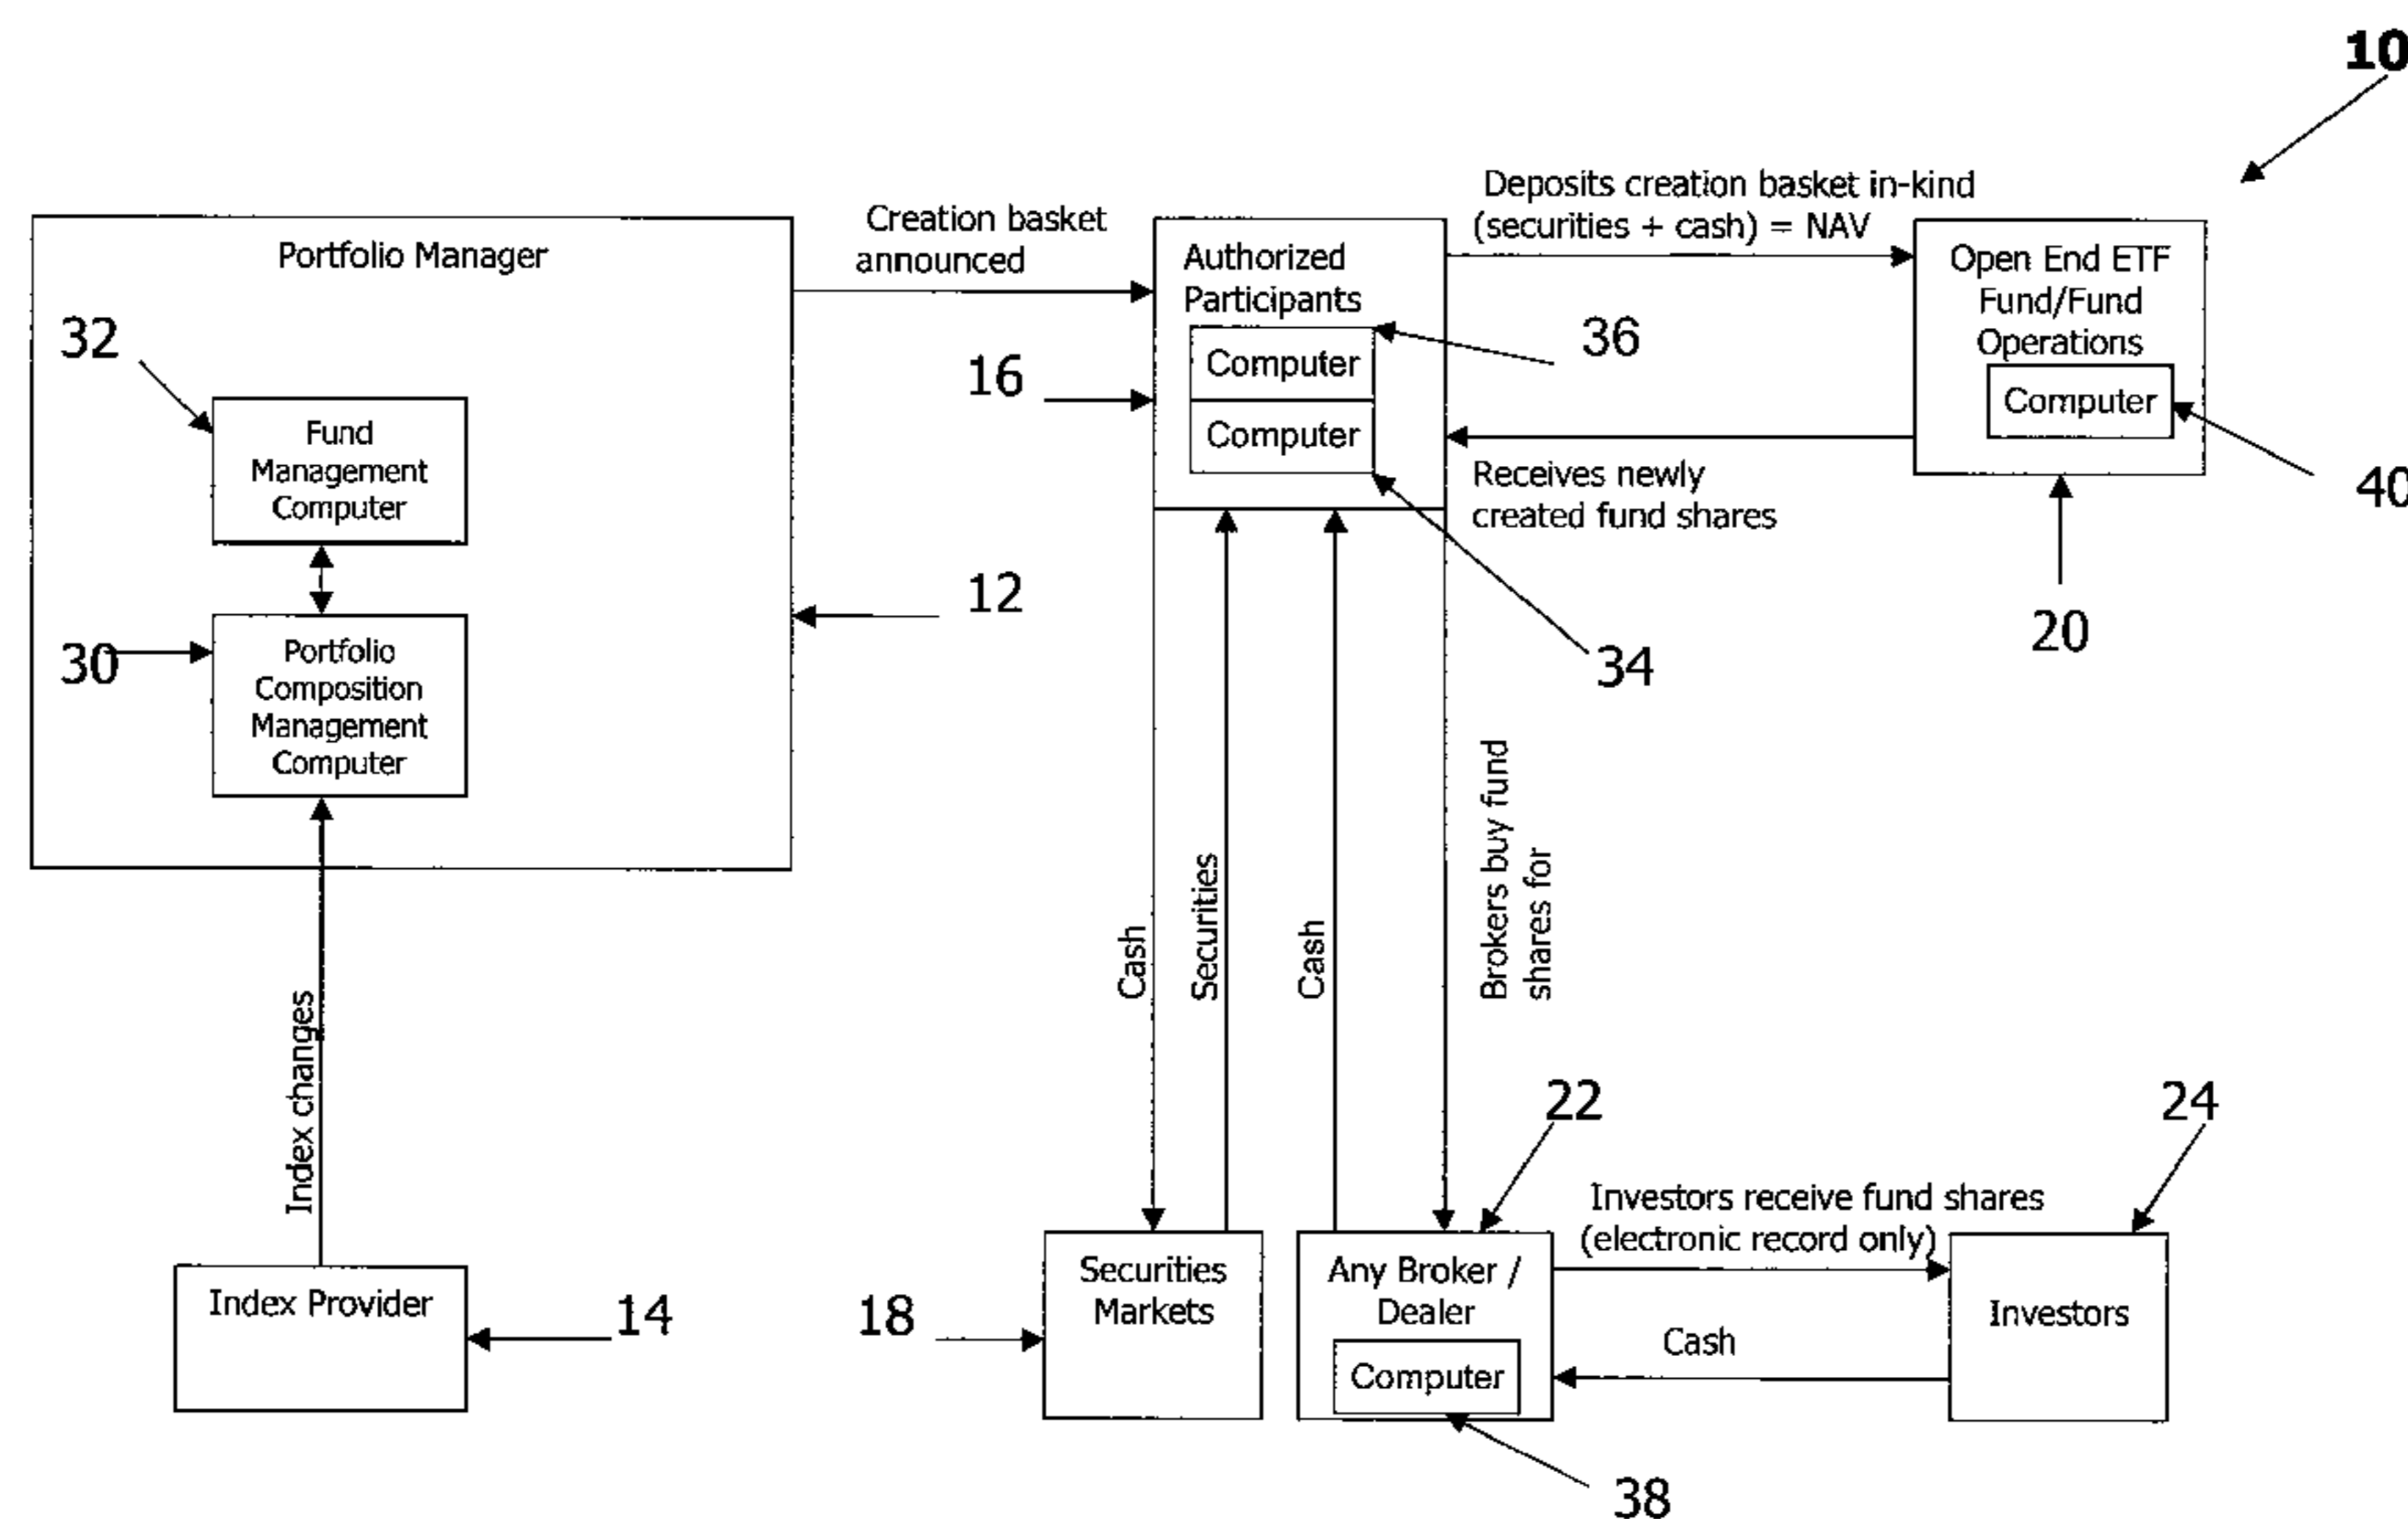 10
Portfolio Manager
32
Fund
Management
Computer
30
Portfolio
Composition
Management
Computer
12
Index changes
Index Provider
14
Creation basket
announced
16
Authorized
Participants
Computer
Computer
36
34
Deposits creation basket in-kind
(securities + cash) = NAV
Receives newly
created fund shares
Open End ETF
Fund/Fund
Operations
Computer
40
20
Cash
Securities
Cash
Brokers buy fund
shares for
18
Securities
Markets
22
Any Broker /
Dealer
Computer
38
Investors receive fund shares
(electronic record only)
Cash
24
Investors